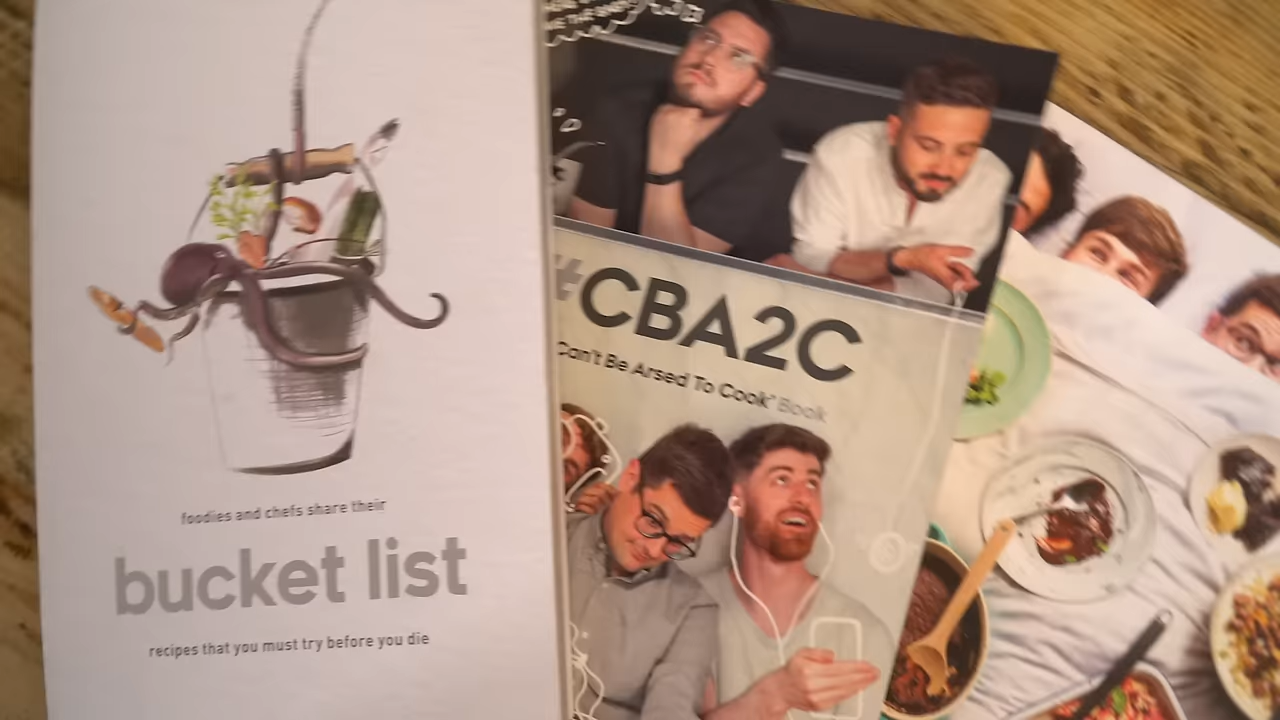 foodies and chefs share their
bucket list
recipes that you must try before you die
#CBA2C
Can't Be Arsed To Cook" Book